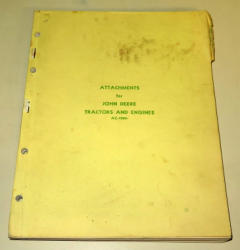 ATTACHMENTS
for
JOHN DEERE
TRACTORS AND ENGINES